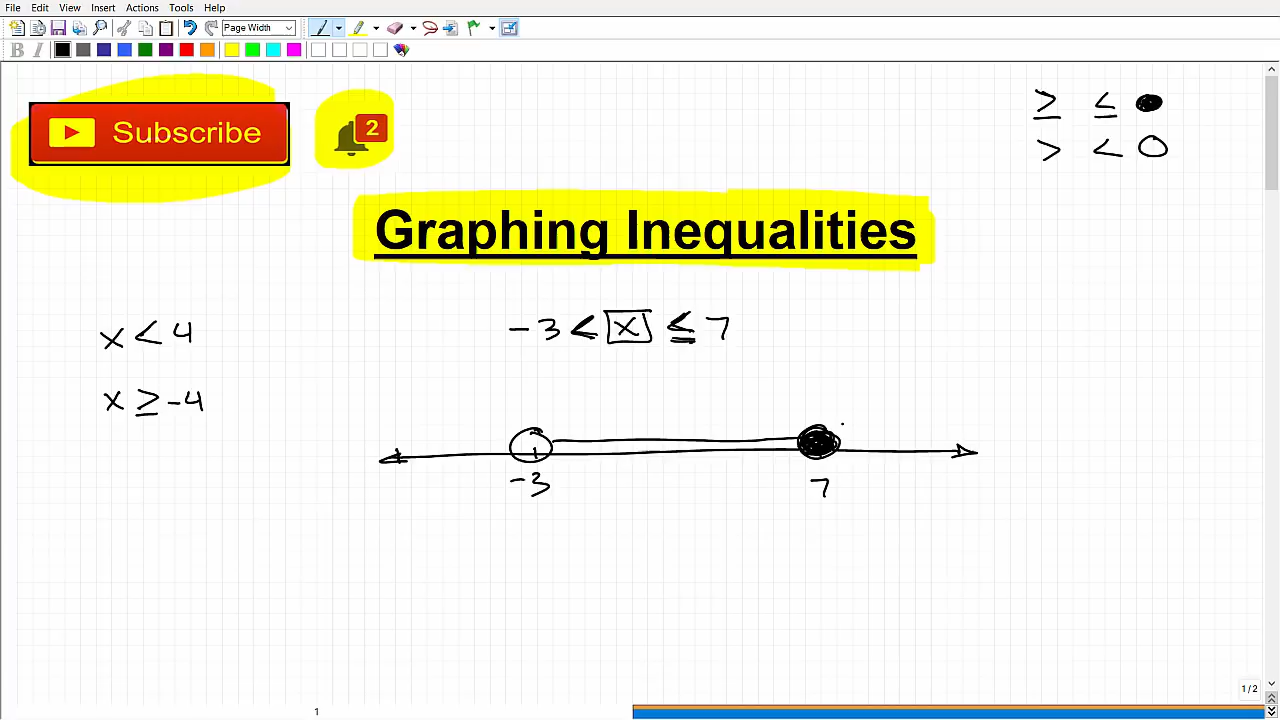 File Edit View Insert Actions Tools Help
Page Width
B I
≥ ≤
> <
Subscribe
2
Graphing Inequalities
x < 4
-3 < x ≤ 7
x ≥ -4
-3 7
1/2
1